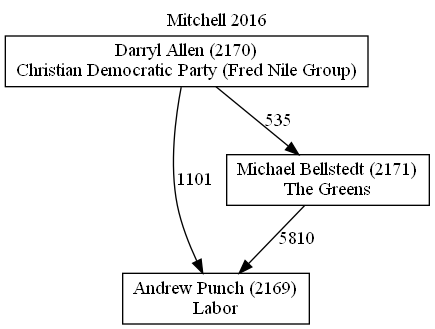 Mitchell 2016
Darryl Allen (2170)
Christian Democratic Party (Fred Nile Group)
535
Michael Bellstedt (2171)
The Greens
1101
5810
Andrew Punch (2169)
Labor